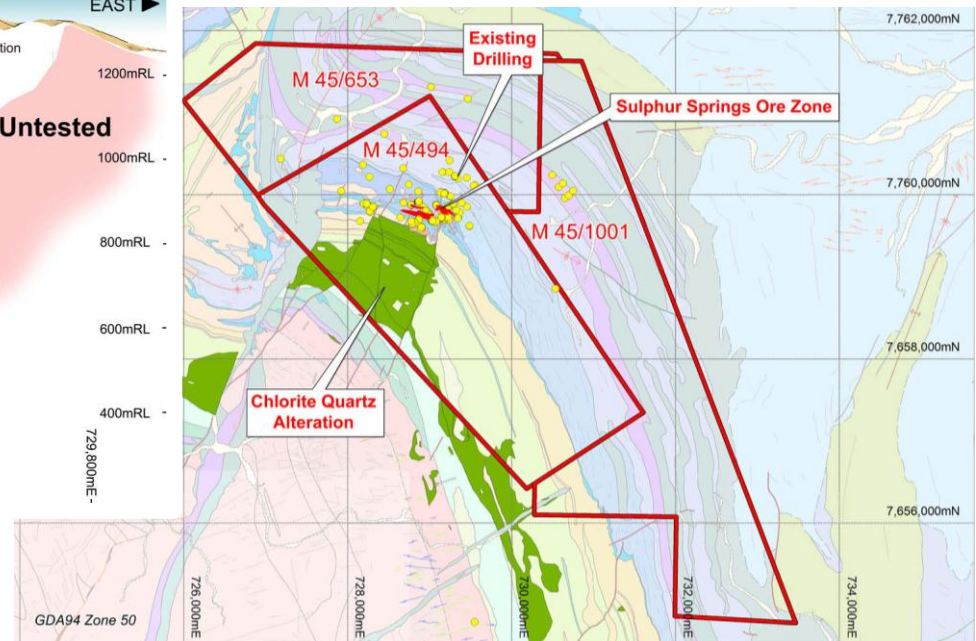 EAST
tion
1200mRL -
Untested
1000mRL -
800mRL -
600mRL -
400mRL -
729,800mE -
7,762,000mN
Existing
Drilling
M 45/653
Sulphur Springs Ore Zone
M 45/494
7,760,000mN
M 45/1001
7,658,000mN
Chlorite Quartz
Alteration
7,656,000mN
726,000mE
728,000mE
730,000mE
732,000mE
734,000mE
GDA94 Zone 50